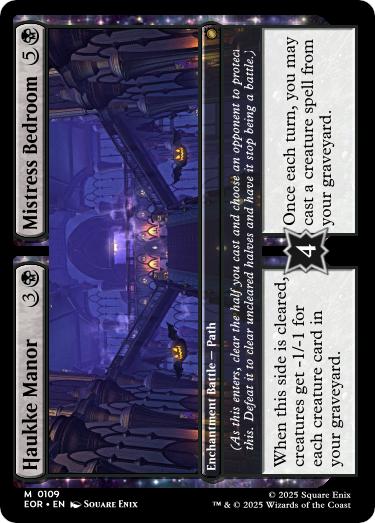 Haukke Manor 3
Mistress Bedroom 5
Enchantment Battle — Path
(As this enters, clear the half you cast and choose an opponent to protect
this. Defeat it to clear uncleared halves and have it stop being a battle.)
When this side is cleared,
creatures get -1/-1 for
each creature card in
your graveyard.
4
Once each turn, you may
cast a creature spell from
your graveyard.
M 0109
EOR • EN SQUARE ENIX
© 2025 Square Enix
™ & © 2025 Wizards of the Coast